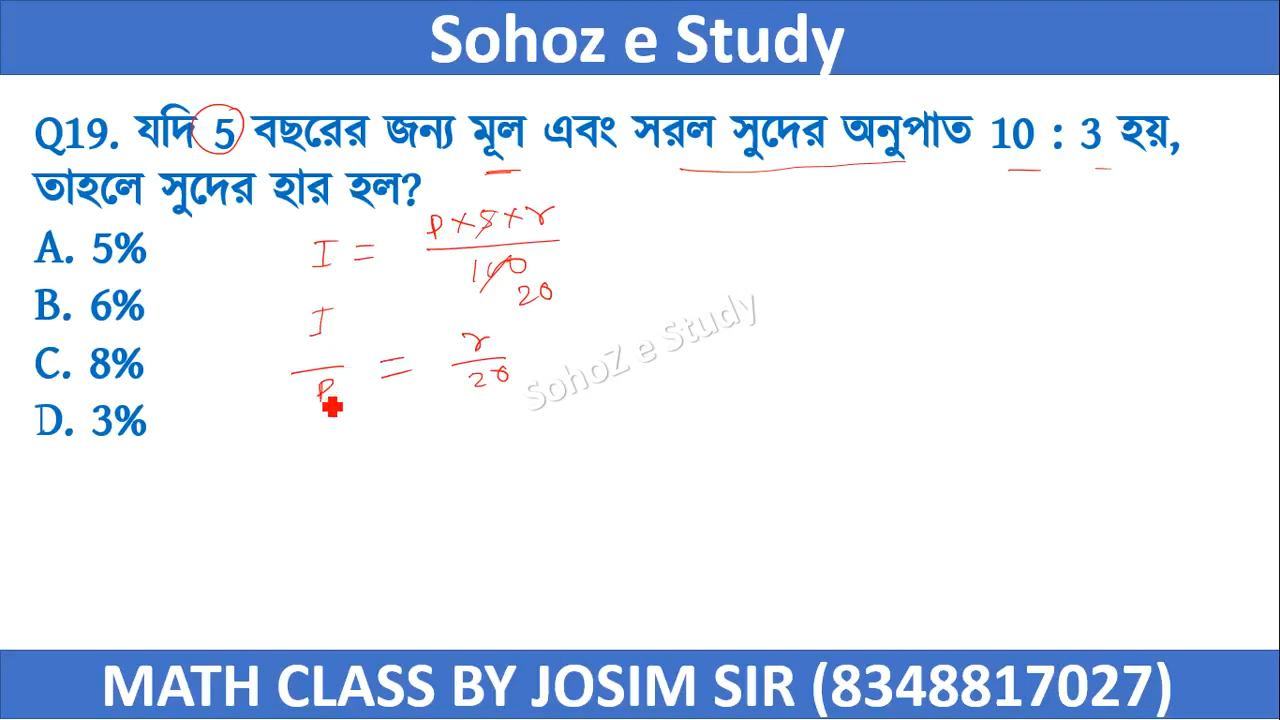 Sohoz e Study
Q19. যদি 5 বছরের জন্য মূল এবং সরল সুদের অনুপাত 10 : 3 হয়,
তাহলে সুদের হার হল?
A. 5%
B. 6%
C. 8%
D. 3%
I = P × 5 × r
100
20
I
P = r
20
SohoZ e Study
MATH CLASS BY JOSIM SIR (8348817027)